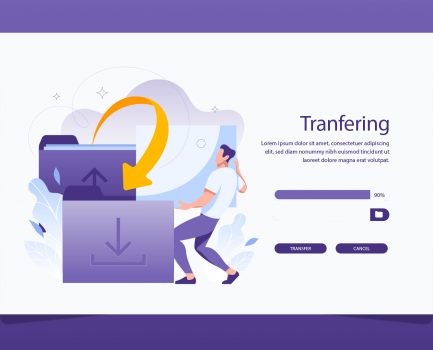 Tranfering
Lorem ipsum dolor sit amet, consectetuer adipiscing
elit, sed diam nonummy nibh euismod tincidunt ut
laoreet dolore magna aliquam erat volutpat.
90%
TRANSFER CANCEL